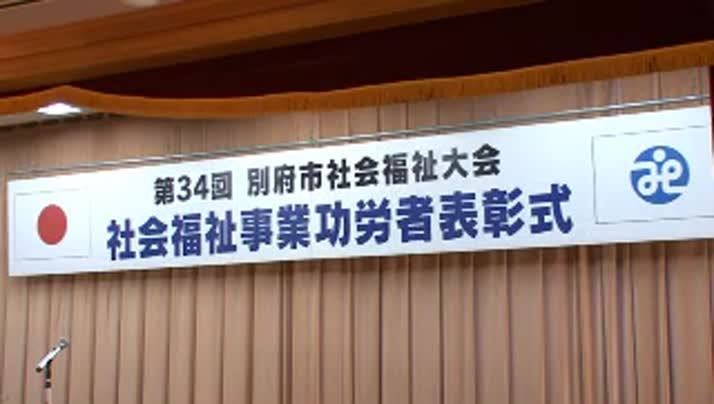 第34回 別府市社会福祉大会
社会福祉事業功労者表彰式